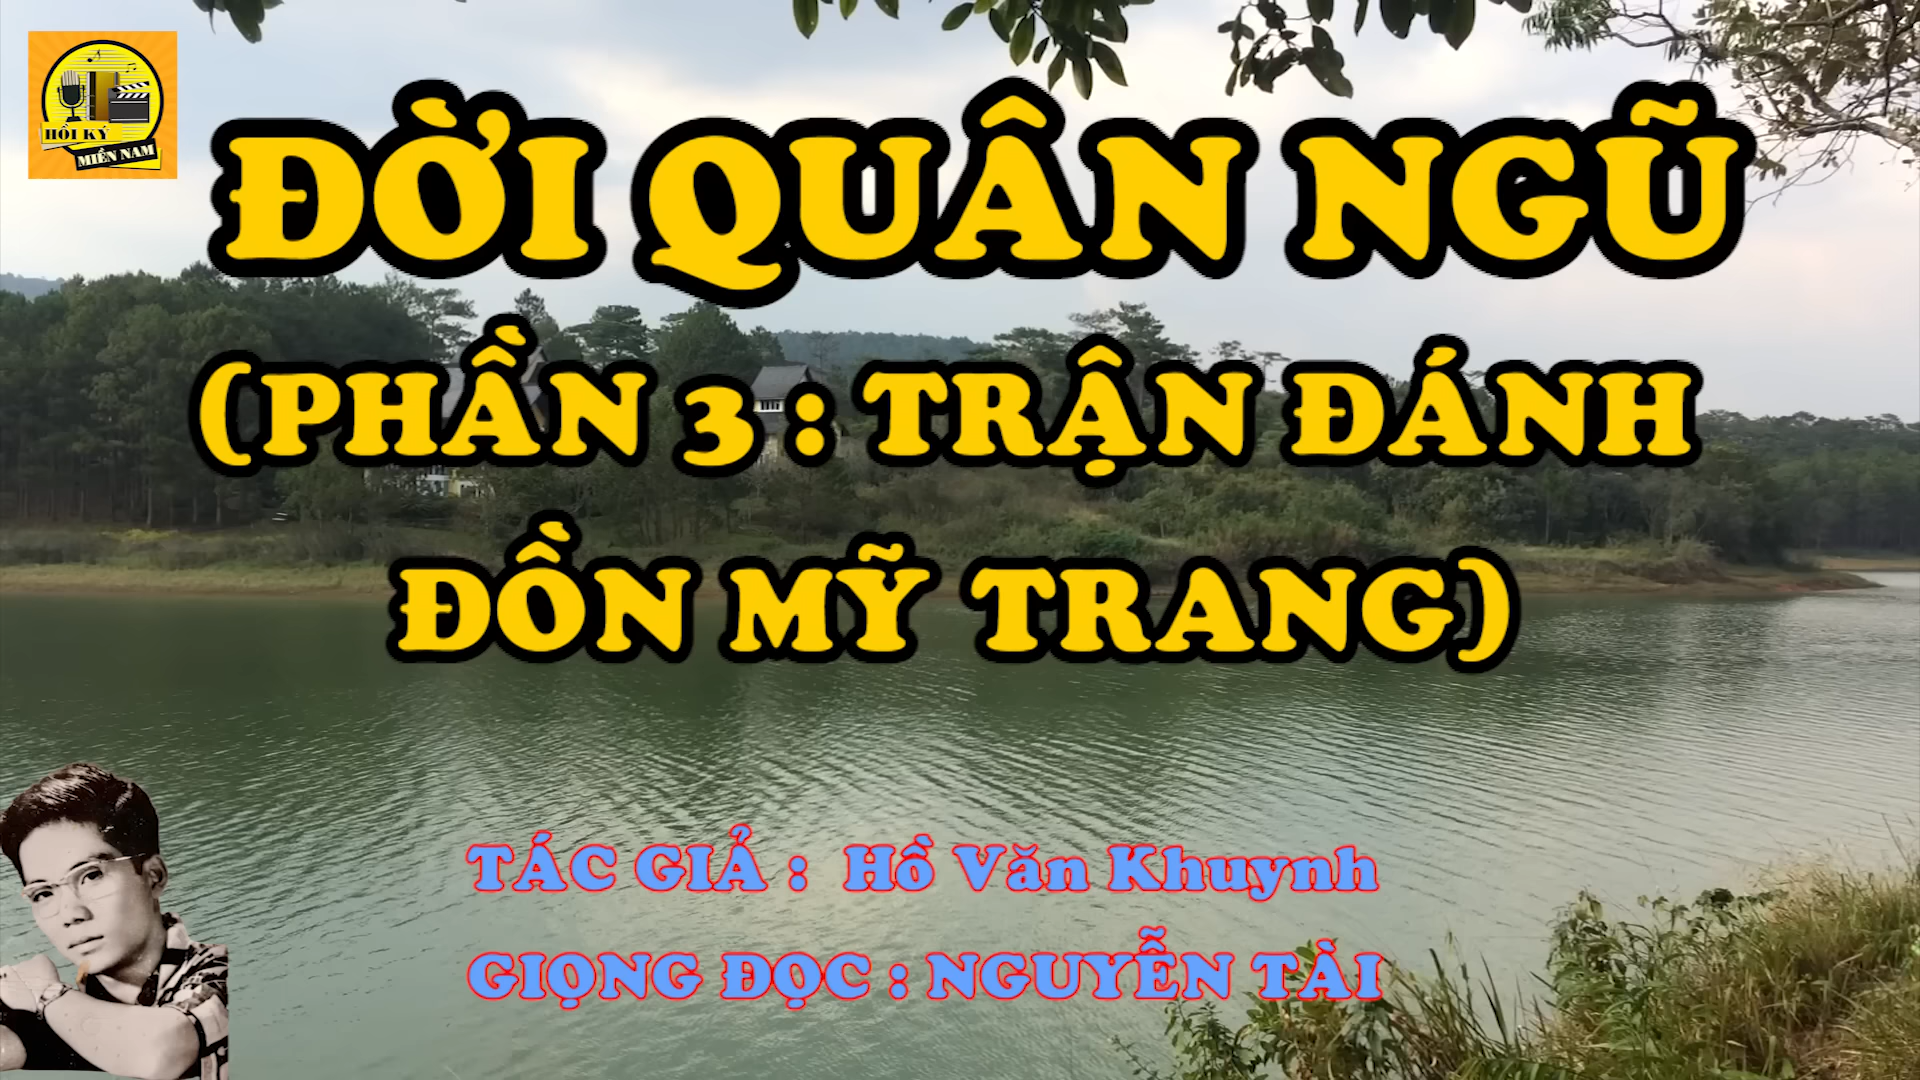 HỒI KÝ
MIỀN NAM
ĐỜI QUÂN NGŨ
(PHẦN 3 : TRẬN ĐÁNH
ĐỒN MỸ TRANG)
TÁC GIẢ : Hồ Văn Khuynh
GIỌNG ĐỌC : NGUYỄN TÀI